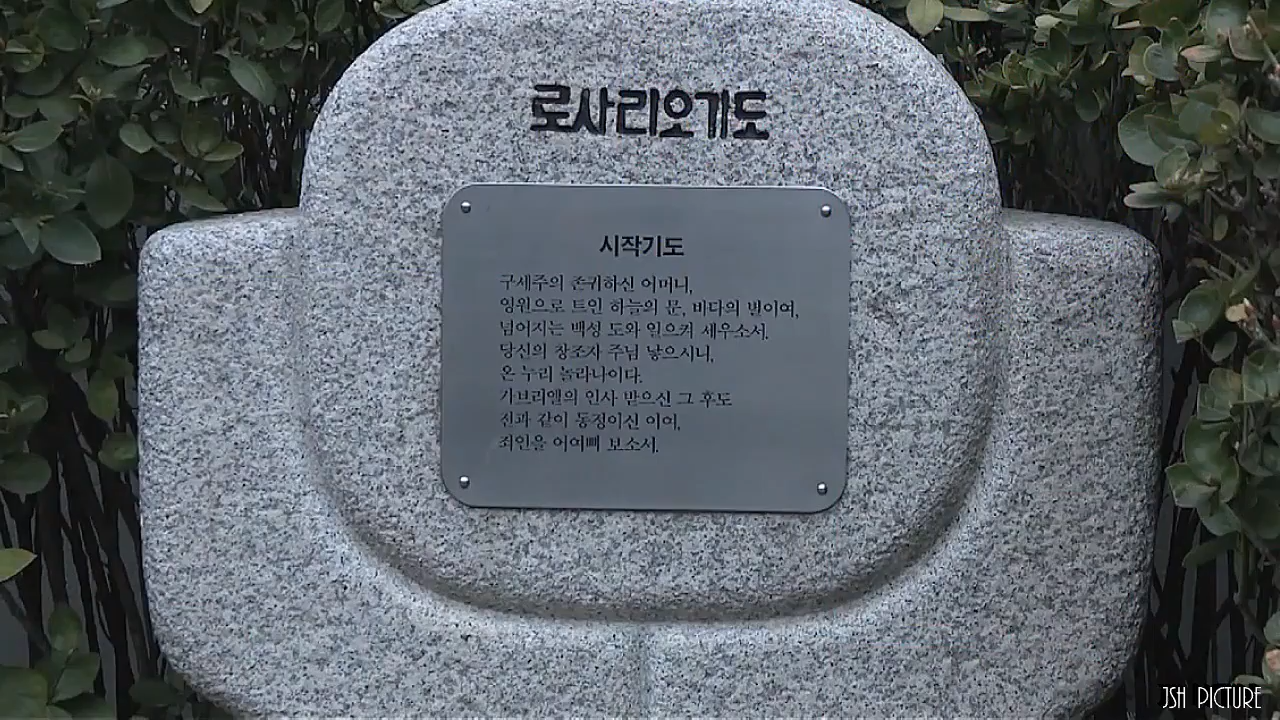 로사리오기도
시작기도
구세주의 존귀하신 어머니,
영원으로 트인 하늘의 문, 바다의 별이여,
넘어지는 백성 도와 일으켜 세우소서.
당신의 창조자 주님 낳으시니,
온 누리 놀라나이다.
가브리엘의 인사 받으신 그 후도
전과 같이 동정이신 이여,
죄인을 어여삐 보소서.
JSH PICTURE